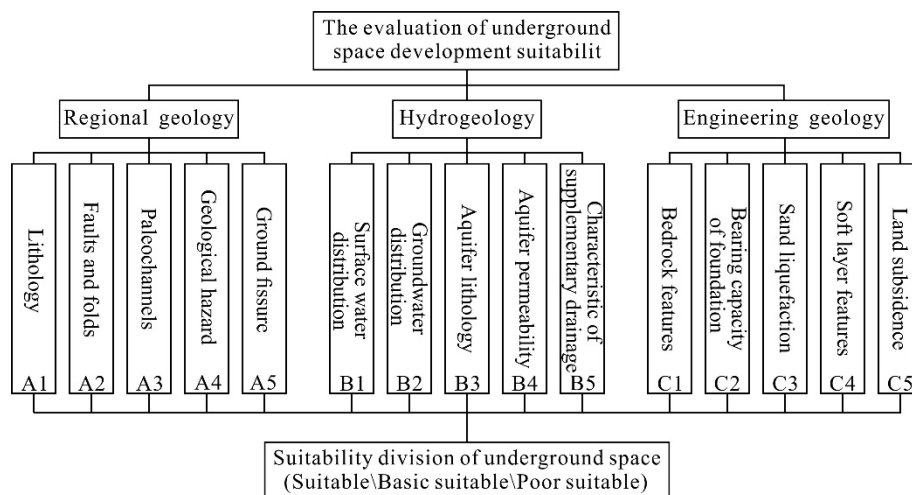 The evaluation of underground
space development suitabilit
Regional geology
Hydrogeology
Engineering geology
Lithology
A1
Faults and folds
A2
Paleochannels
A3
Geological hazard
A4
Ground fissure
A5
Surface water
distribution
B1
Groundwater
distribution
B2
Aquifer lithology
B3
Aquifer permeability
B4
Characteristic of
supplementary drainage
B5
Bedrock features
C1
Bearing capacity
of foundation
C2
Sand liquefaction
C3
Soft layer features
C4
Land subsidence
C5
Suitability division of underground space
(Suitable\Basic suitable\Poor suitable)